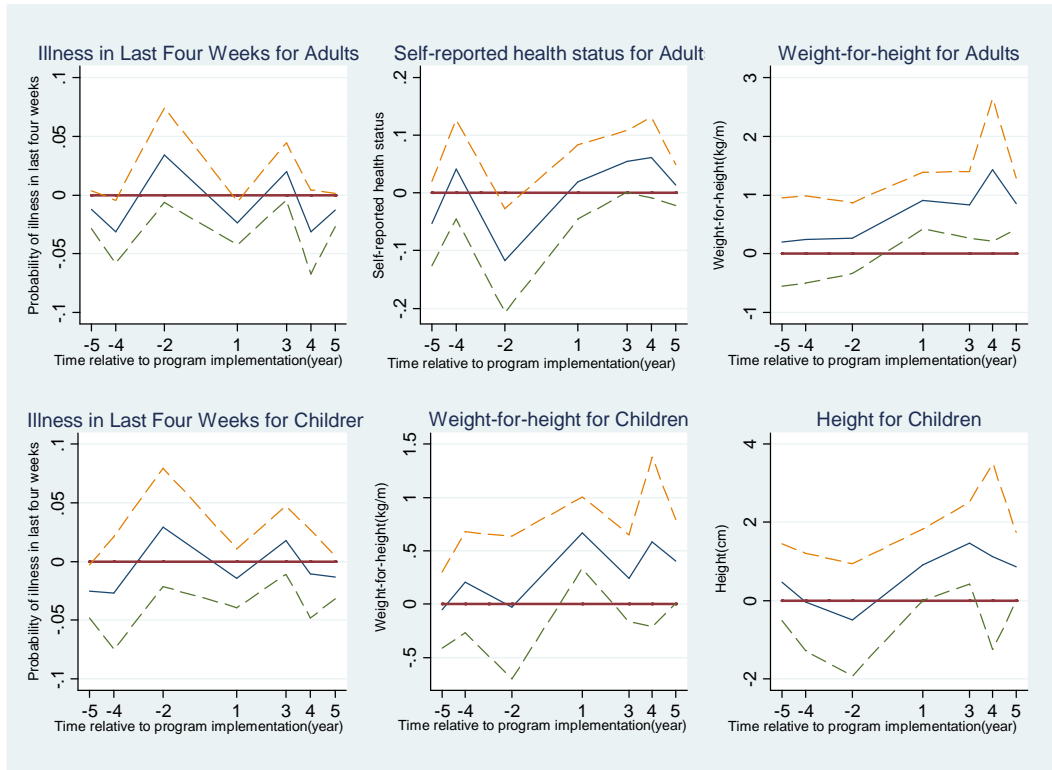 Illness in Last Four Weeks for Adults
Probability of illness in last four weeks
.1
.05
0
-.05
-.1
-5 -4 -2 1 3 4 5
Time relative to program implementation(year)
Self-reported health status for Adult
Self-reported health status
.2
.1
0
-.1
-.2
-5 -4 -2 1 3 4 5
Time relative to program implementation(year)
Weight-for-height for Adults
Weight-for-height(kg/m)
3
2
1
0
-1
-5 -4 -2 1 3 4 5
Time relative to program implementation(year)
Illness in Last Four Weeks for Childrer
Probability of illness in last four weeks
.1
.05
0
-.05
-.1
-5 -4 -2 1 3 4 5
Time relative to program implementation(year)
Weight-for-height for Children
Weight-for-height(kg/m)
1.5
1
.5
0
-.5
-5 -4 -2 1 3 4 5
Time relative to program implementation(year)
Height for Children
Height(cm)
4
2
0
-2
-5 -4 -2 1 3 4 5
Time relative to program implementation(year)